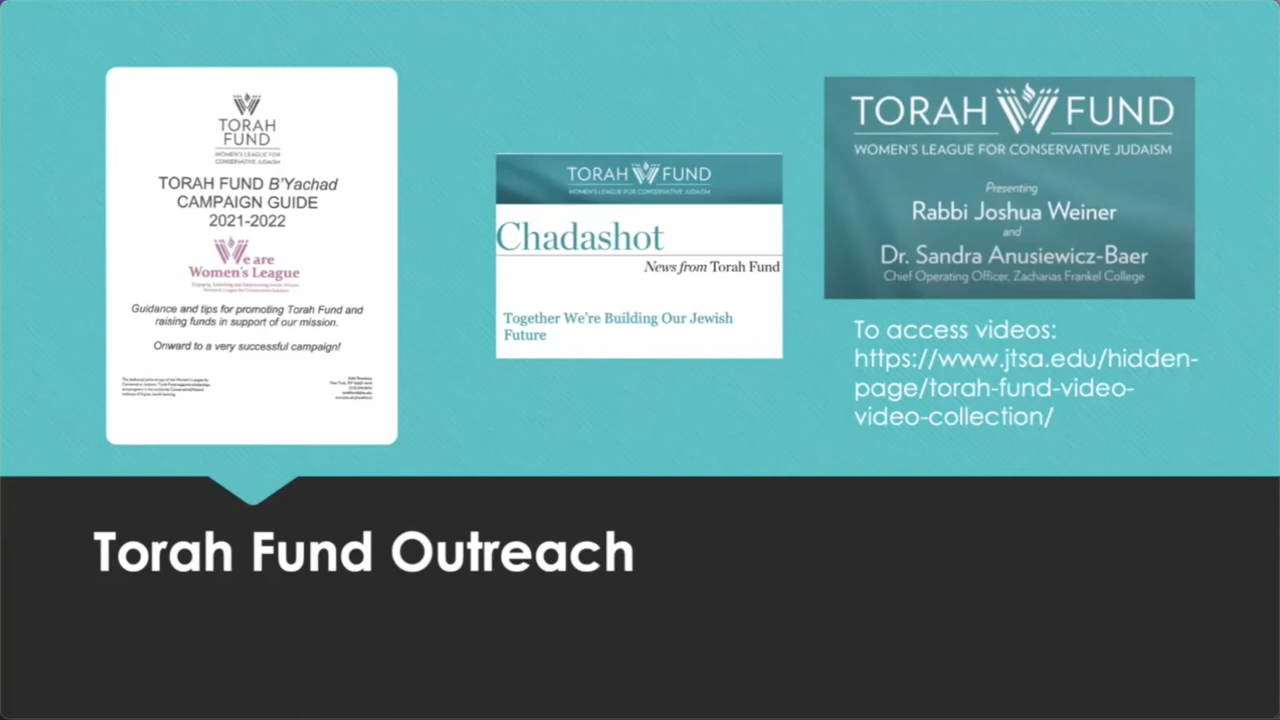 TORAH
FUND
WOMEN'S LEAGUE FOR
CONSERVATIVE JUDAISM
TORAH FUND B'Yachad
CAMPAIGN GUIDE
2021-2022
We are
Women's League
Guidance and tips for promoting Torah Fund and
raising funds in support of our mission.
Onward to a very successful campaign!
TORAH FUND
WOMEN'S LEAGUE FOR CONSERVATIVE JUDAISM
Chadashot
News from Torah Fund
Together We're Building Our Jewish
Future
TORAH FUND
WOMEN'S LEAGUE FOR CONSERVATIVE JUDAISM
Presenting
Rabbi Joshua Weiner
and
Dr. Sandra Anusiewicz-Baer
Chief Operating Officer, Zacharias Frankel College
To access videos:
https://www.jtsa.edu/hidden-
page/torah-fund-video-
video-collection/
Torah Fund Outreach